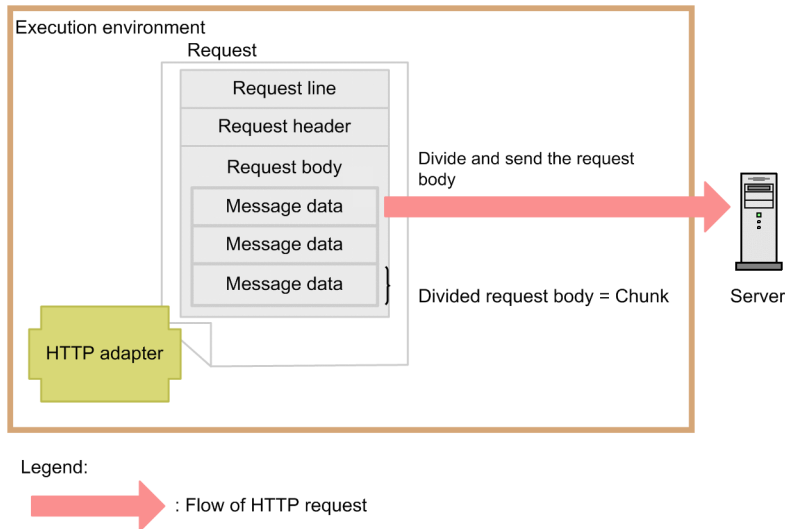 Execution environment
Request
Request line
Request header
Request body
Message data
Message data
Message data
Divide and send the request
body
Divided request body = Chunk
Server
HTTP adapter
Legend:
: Flow of HTTP request